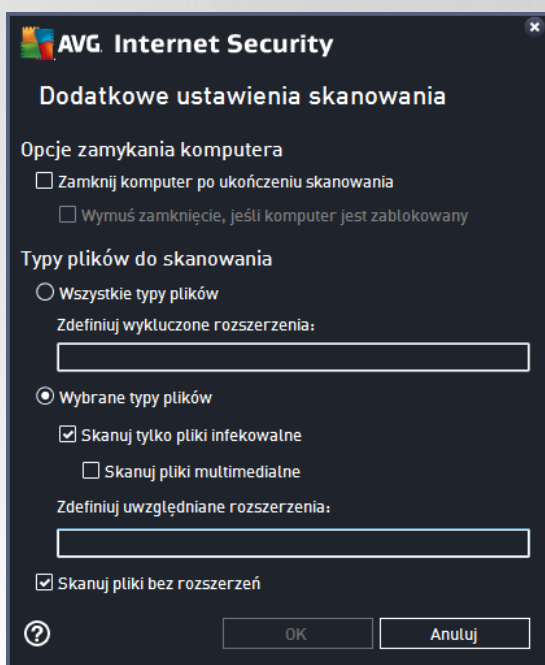 AVG. Internet Security
Dodatkowe ustawienia skanowania
Opcje zamykania komputera
Zamknij komputer po ukończeniu skanowania
Wymuś zamknięcie, jeśli komputer jest zablokowany
Typy plików do skanowania
Wszystkie typy plików
Zdefiniuj wykluczone rozszerzenia:
Wybrane typy plików
Skanuj tylko pliki infekowalne
Skanuj pliki multimedialne
Zdefiniuj uwzględniane rozszerzenia:
Skanuj pliki bez rozszerzeń
? OK Anuluj